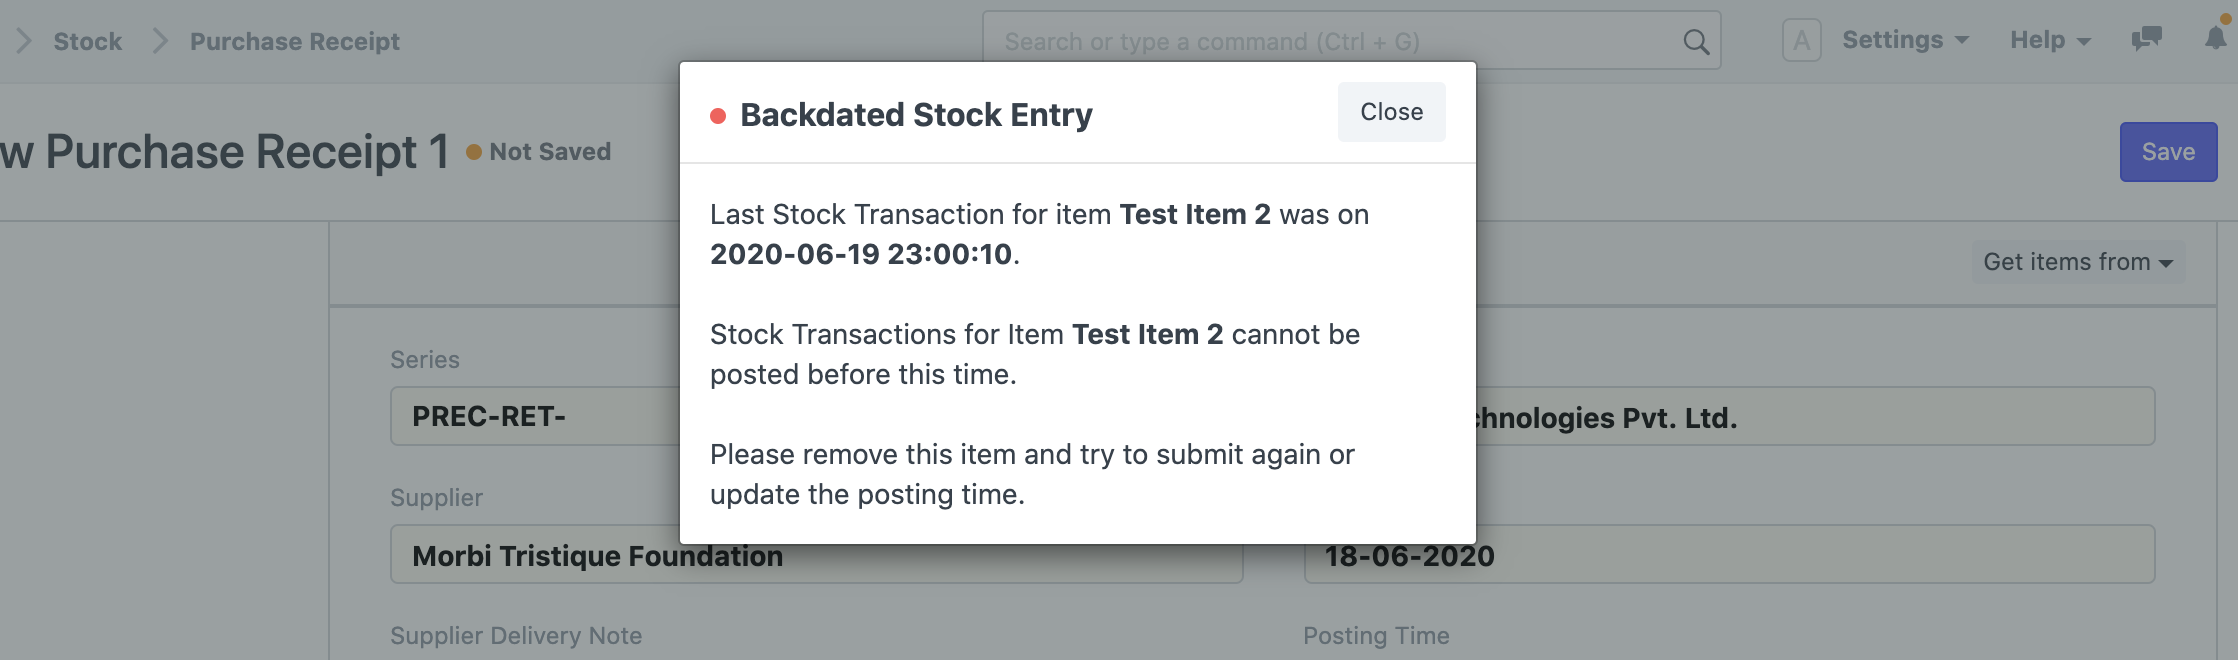 Stock Purchase Receipt
Search or type a command (Ctrl + G)
A Settings Help
w Purchase Receipt 1 Not Saved
Save
Backdated Stock Entry
Close
Last Stock Transaction for item Test Item 2 was on
2020-06-19 23:00:10.
Stock Transactions for Item Test Item 2 cannot be
posted before this time.
Please remove this item and try to submit again or
update the posting time.
Get items from
Series
PREC-RET-
chnologies Pvt. Ltd.
Supplier
Morbi Tristique Foundation
18-06-2020
Supplier Delivery Note
Posting Time